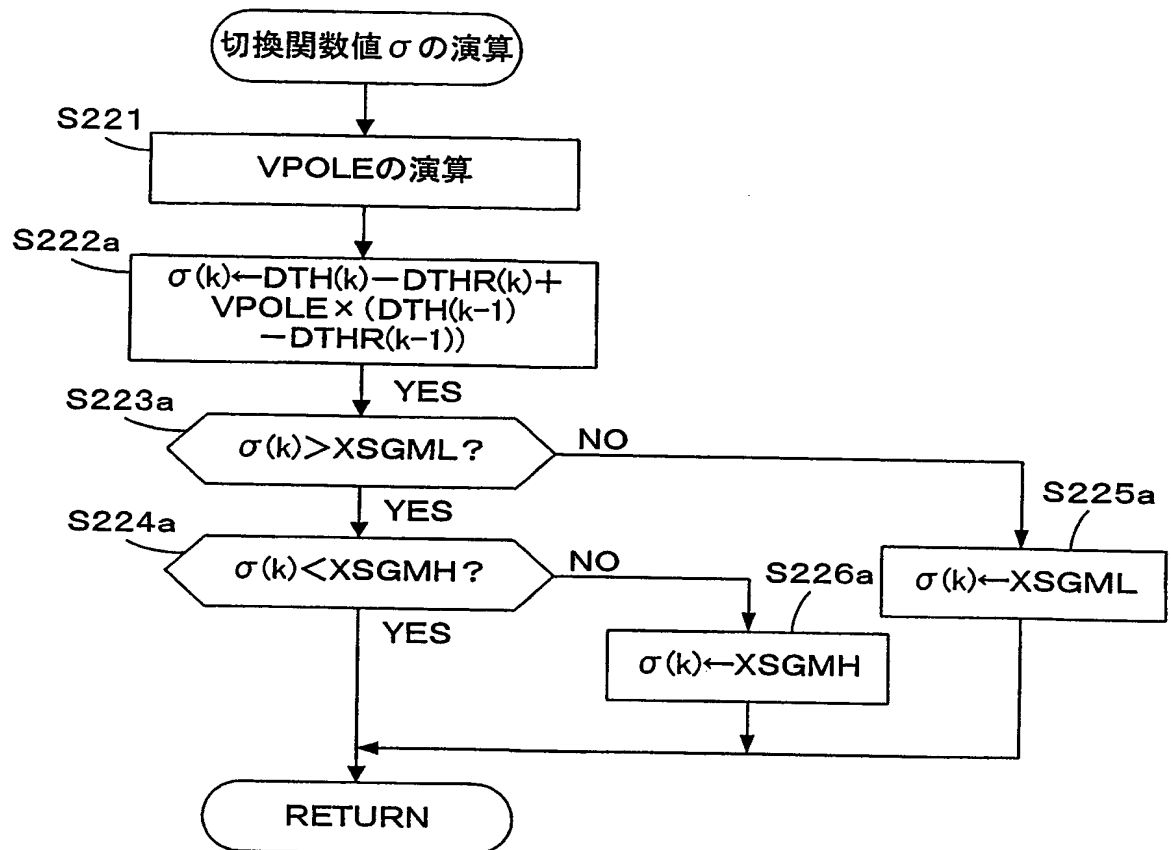 切換関数値σの演算
S221
VPOLEの演算
S222a
σ(k)←DTH(k)−DTHR(k)+
VPOLE×(DTH(k-1)
−DTHR(k-1))
YES
S223a
σ(k)>XSGML?
NO
YES
S224a
σ(k)<XSGMH?
NO
YES
S225a
σ(k)←XSGML
S226a
σ(k)←XSGMH
RETURN